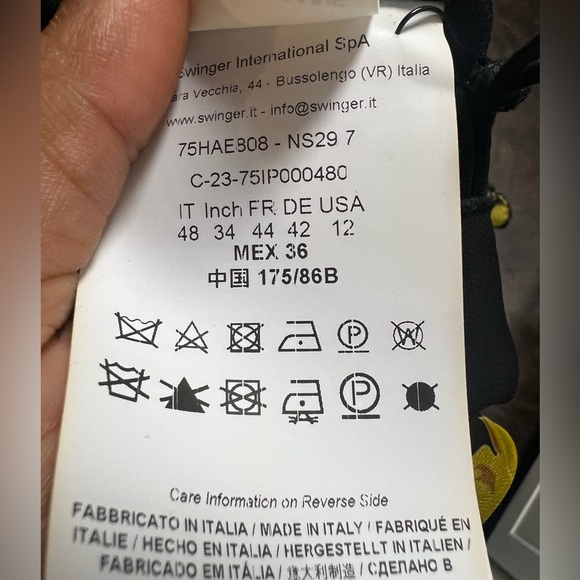 Swinger International SpA
Vecchia, 44 - Bussolengo (VR) Italia
www.swinger.it - info@swinger.it
75HAE808 - NS29 7
C-23-75IP000480
IT Inch FR DE USA
48 34 44 42 12
MEX 36
中国 175/86B
P W
P
Care Information on Reverse Side
FABBRICATO IN ITALIA / MADE IN ITALY / FABRIQUÉ EN
ITALIE / HECHO EN ITALIA / HERGESTELLT IN ITALIEN /
FABRICADO EM ITÁLIA / 意大利制造 / СДЕЛАНО В